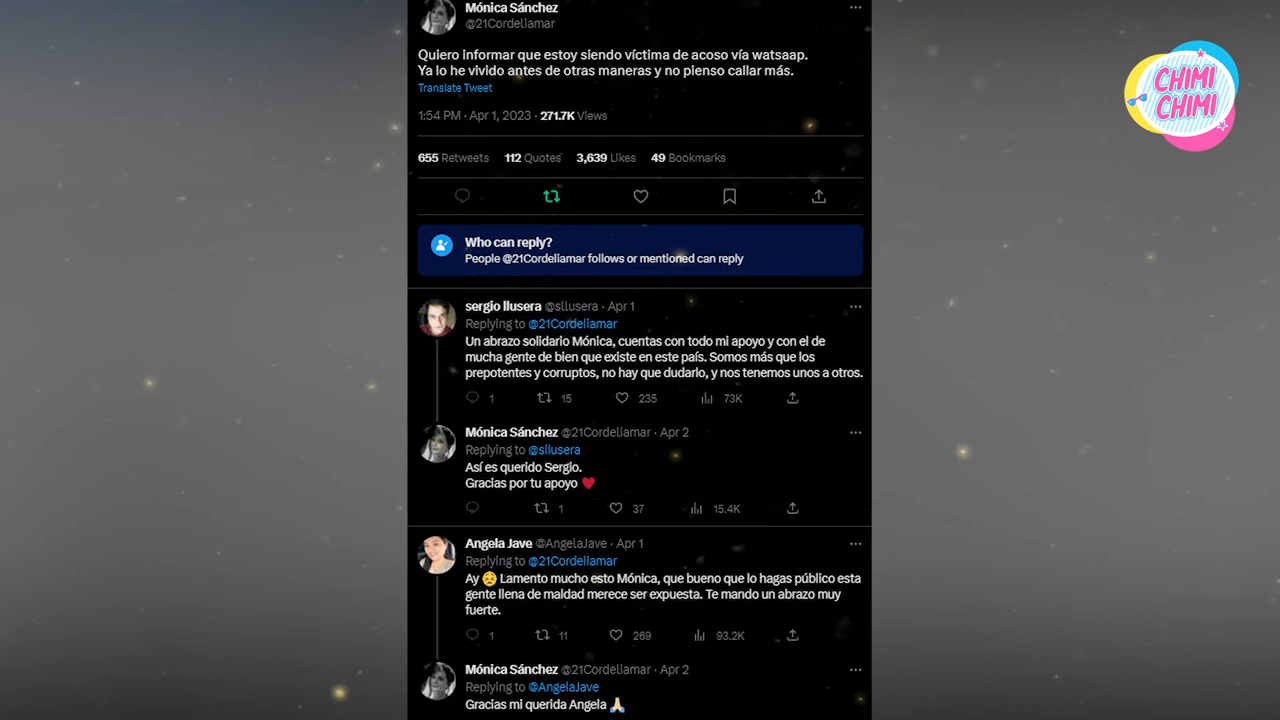 Mónica Sánchez
@21Cordeliamar
Quiero informar que estoy siendo víctima de acoso vía watsaap.
Ya lo he vivido antes de otras maneras y no pienso callar más.
Translate Tweet
1:54 PM · Apr 1, 2023 · 271.7K Views
655 Retweets 112 Quotes 3,639 Likes 49 Bookmarks
Who can reply?
People @21Cordeliamar follows or mentioned can reply
sergio llusera @sllusera · Apr 1
Replying to @21Cordeliamar
Un abrazo solidario Mónica, cuentas con todo mi apoyo y con el de
mucha gente de bien que existe en este país. Somos más que los
prepotentes y corruptos, no hay que dudarlo, y nos tenemos unos a otros.
1 15 235 73K
Mónica Sánchez @21Cordeliamar · Apr 2
Replying to @sllusera
Así es querido Sergio.
Gracias por tu apoyo ♥
1 37 15.4K
Angela Jave @AngelaJave · Apr 1
Replying to @21Cordeliamar
Ay 😥 Lamento mucho esto Mónica, que bueno que lo hagas público esta
gente llena de maldad merece ser expuesta. Te mando un abrazo muy
fuerte.
1 11 269 93.2K
Mónica Sánchez @21Cordeliamar · Apr 2
Replying to @AngelaJave
Gracias mi querida Angela 🙏🏻
CHIMI
CHIMI